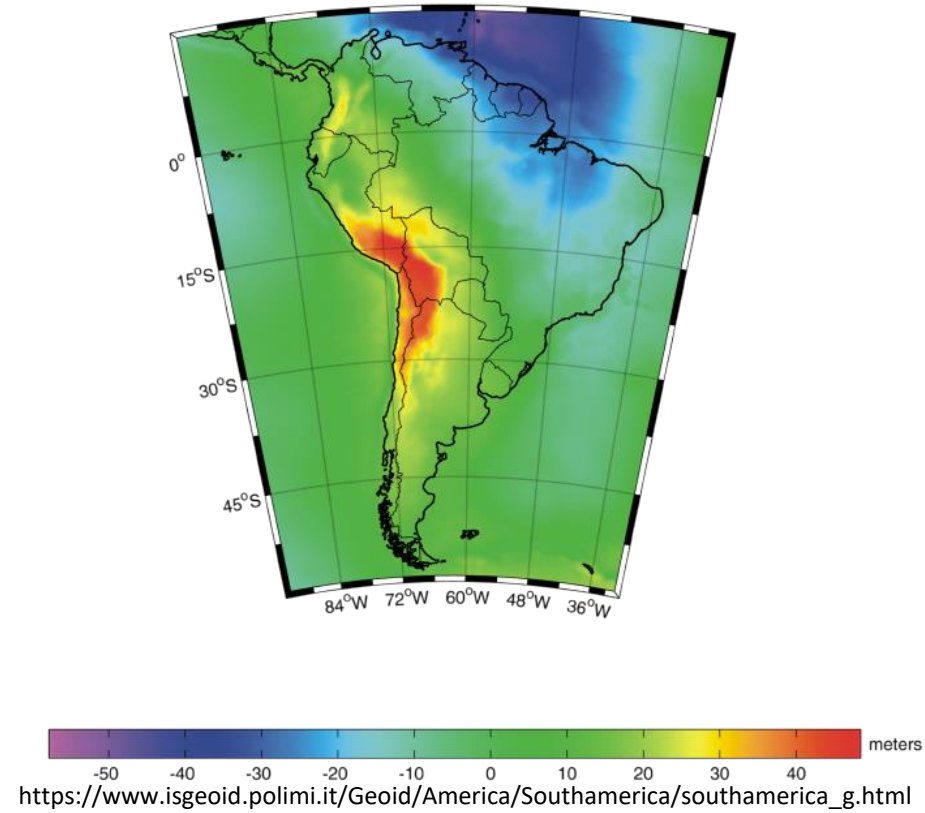 0°
15°S
30°S
45°S
84°W 72°W 60°W 48°W 36°W
meters
-50 -40 -30 -20 -10 0 10 20 30 40
https://www.isgeoid.polimi.it/Geoid/America/Southamerica/southamerica_g.html